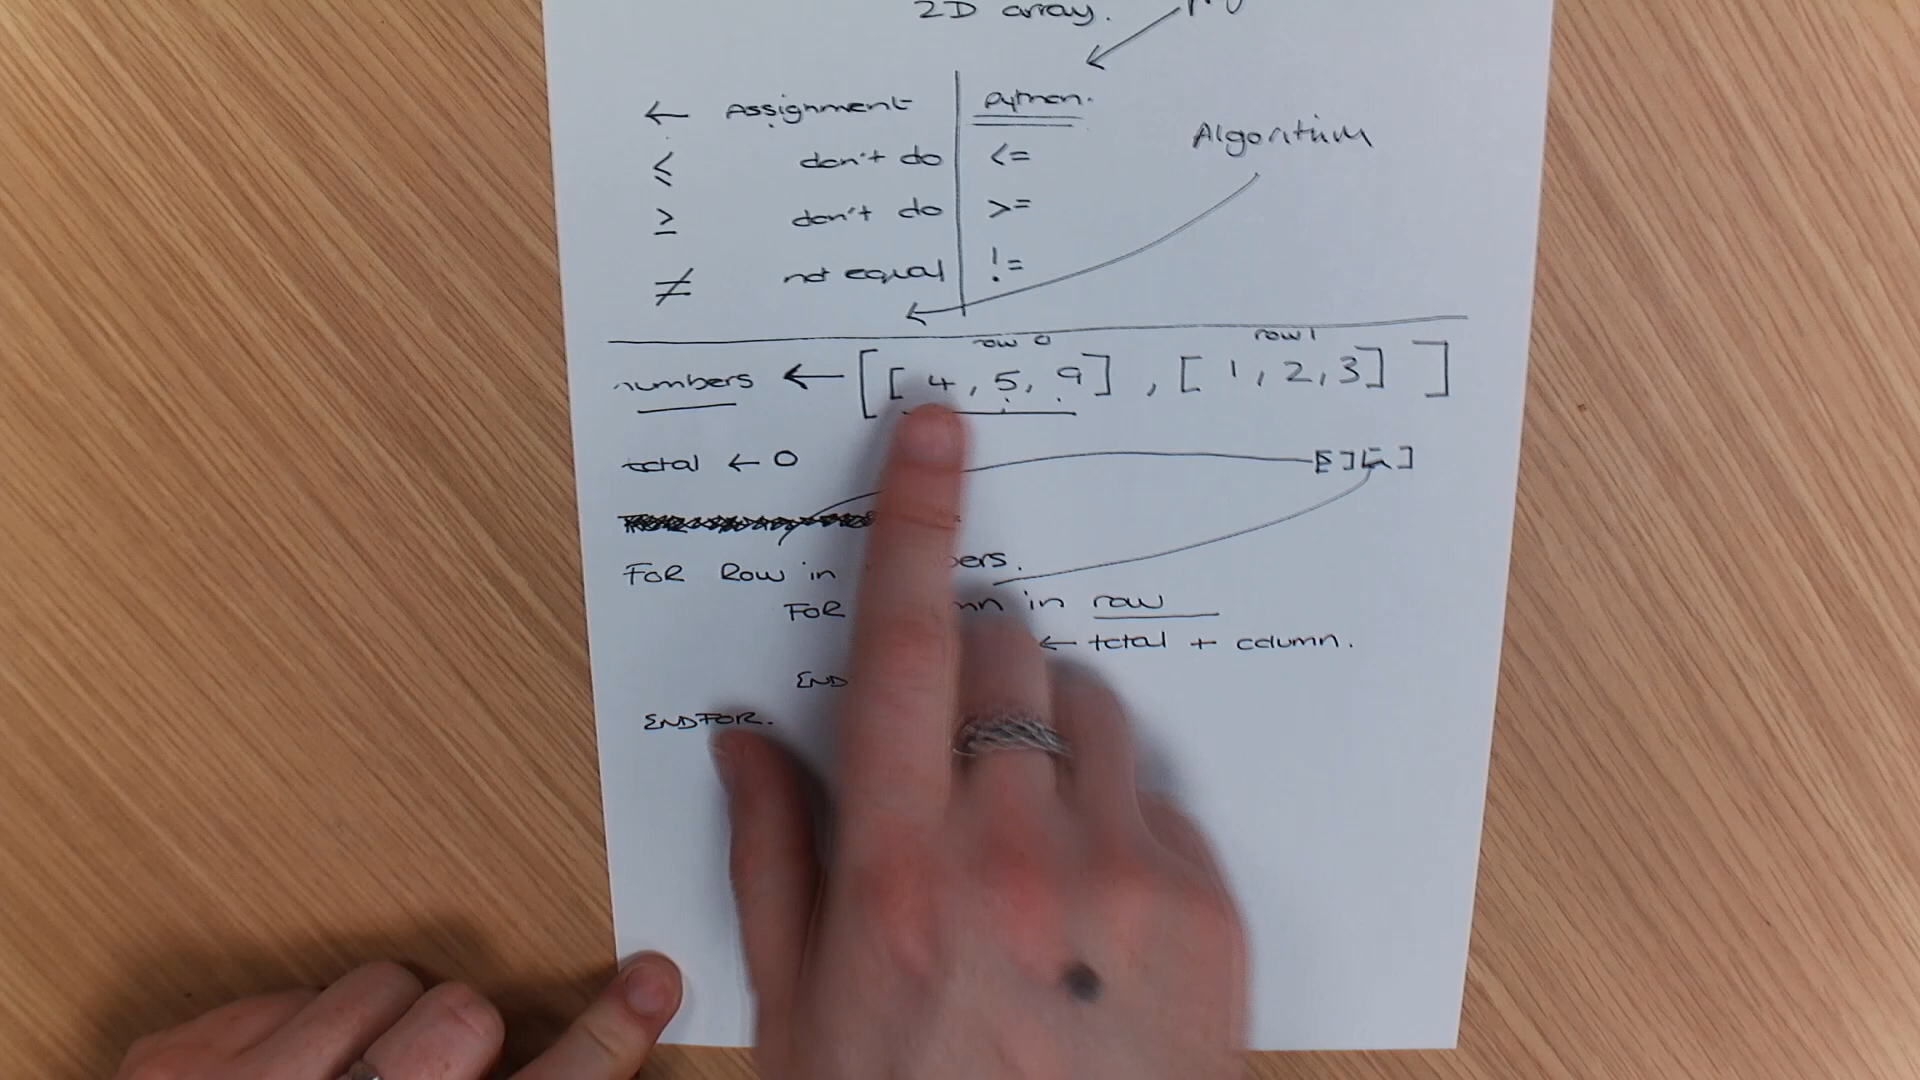 2D array.
← Assignment python.
Algorithm
≤ don't do <=
≥ don't do >=
≠ not equal !=
row 0 row 1
numbers ← [ [ 4, 5, 9 ] , [ 1, 2, 3 ] ]
total ← 0
FOR Row in
FOR in row
← total + column.
END
ENDFOR.